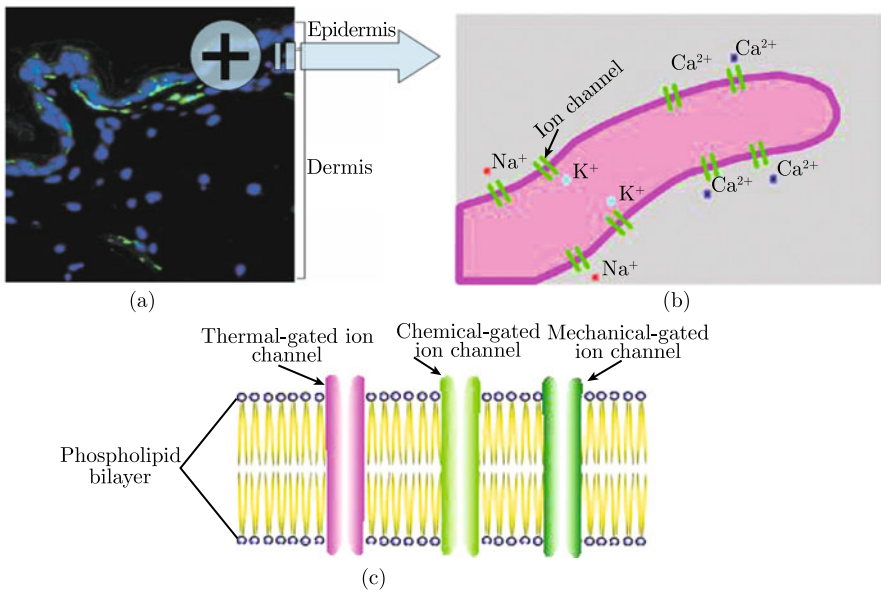 Epidermis
Dermis
(a)
Ion channel
Ca²⁺
Ca²⁺
Na⁺
K⁺
K⁺
Ca²⁺
Ca²⁺
Na⁺
(b)
Thermal-gated ion
channel
Chemical-gated
ion channel
Mechanical-gated
ion channel
Phospholipid
bilayer
(c)